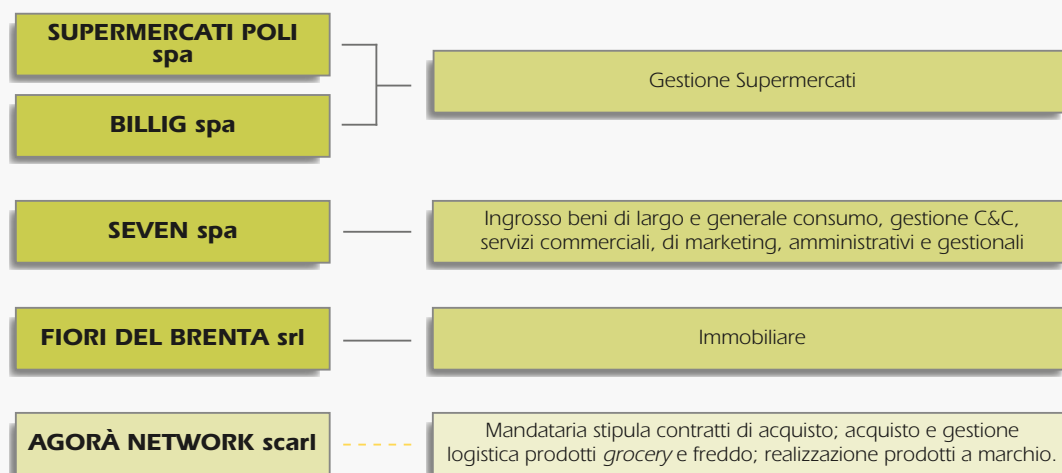 SUPERMERCATI POLI
spa
Gestione Supermercati
BILLIG spa
SEVEN spa
Ingrosso beni di largo e generale consumo, gestione C&C,
servizi commerciali, di marketing, amministrativi e gestionali
FIORI DEL BRENTA srl
Immobiliare
AGORÀ NETWORK scarl
Mandataria stipula contratti di acquisto; acquisto e gestione
logistica prodotti grocery e freddo; realizzazione prodotti a marchio.